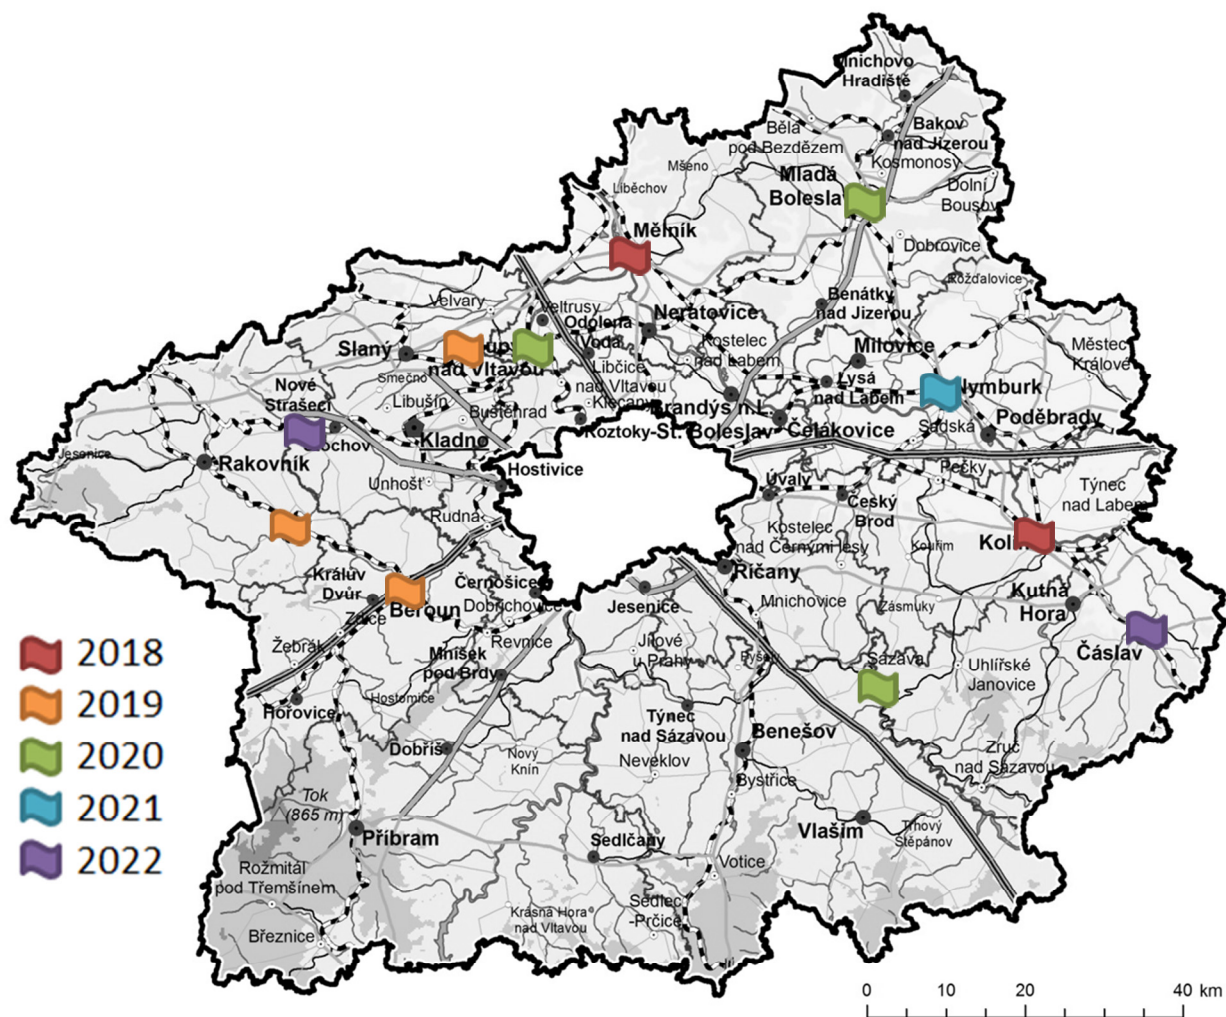 Mnichovo
Hradiště
Bakov
nad Jizerou
Bělá
pod Bezdězem
Kosmonosy
Mšeno
Mladá
Liběchov
Dolní
Bousov
Mělník
Dobrovice
Rožďalovice
Velvary
Veltrusy
Benátky
nad Jizerou
Odolena
Voda
Neratovice
Kostelec
nad Labem
Milovice
Městec
Králové
Slaný
nad Vltavou
Libčice
nad Vltavou
Lysá
nad Labem
Smečno
Nové
Strašecí
Libušín
Buštěhrad
Klecany
Brandýs n.L.
-St. Boleslav
Nymburk
Poděbrady
Sadská
Roztoky
Čelákovice
Kladno
Jesenice
Rakovník
Hostivice
Pečky
Unhošť
Úvaly
Týnec
nad Labem
Český
Brod
Rudná
Kostelec
nad Černými lesy
Kouřim
Říčany
Králův
Dvůr
Černošice
Jesenice
Mnichovice
Zásmuky
Kutná
Hora
Beroun
Dobřichovice
Zdice
Řevnice
Jílové
u Prahy
Čáslav
Žebrák
Mníšek
pod Brdy
Sázava
Uhlířské
Janovice
Hostomice
Hořovice
Týnec
nad Sázavou
Benešov
Dobříš
Nový
Knín
Neveklov
Zruč
nad Sázavou
Bystřice
Tok
(865 m)
Příbram
Sedlčany
Vlašim
Trhový
Štěpánov
Votice
Rožmitál
pod Třemšínem
Sedlec
-Prčice
Krásná Hora
nad Vltavou
Březnice
2018
2019
2020
2021
2022
0 10 20 40 km